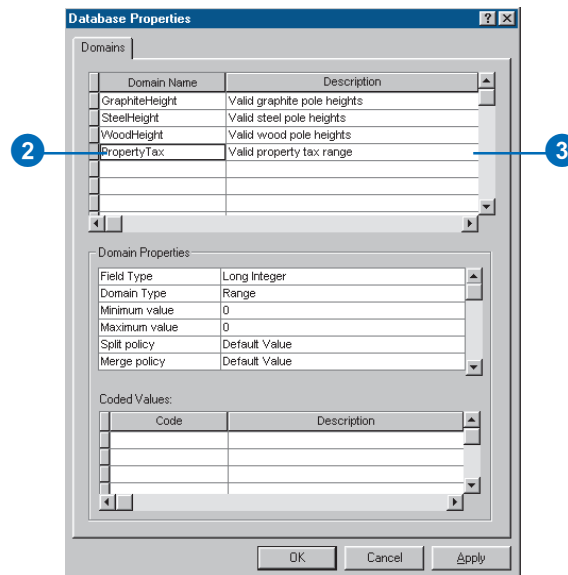 Database Properties
Domains
Domain Name Description
GraphiteHeight Valid graphite pole heights
SteelHeight Valid steel pole heights
WoodHeight Valid wood pole heights
2 PropertyTax Valid property tax range 3
Domain Properties
Field Type Long Integer
Domain Type Range
Minimum value 0
Maximum value 0
Split policy Default Value
Merge policy Default Value
Coded Values:
Code Description
OK Cancel Apply